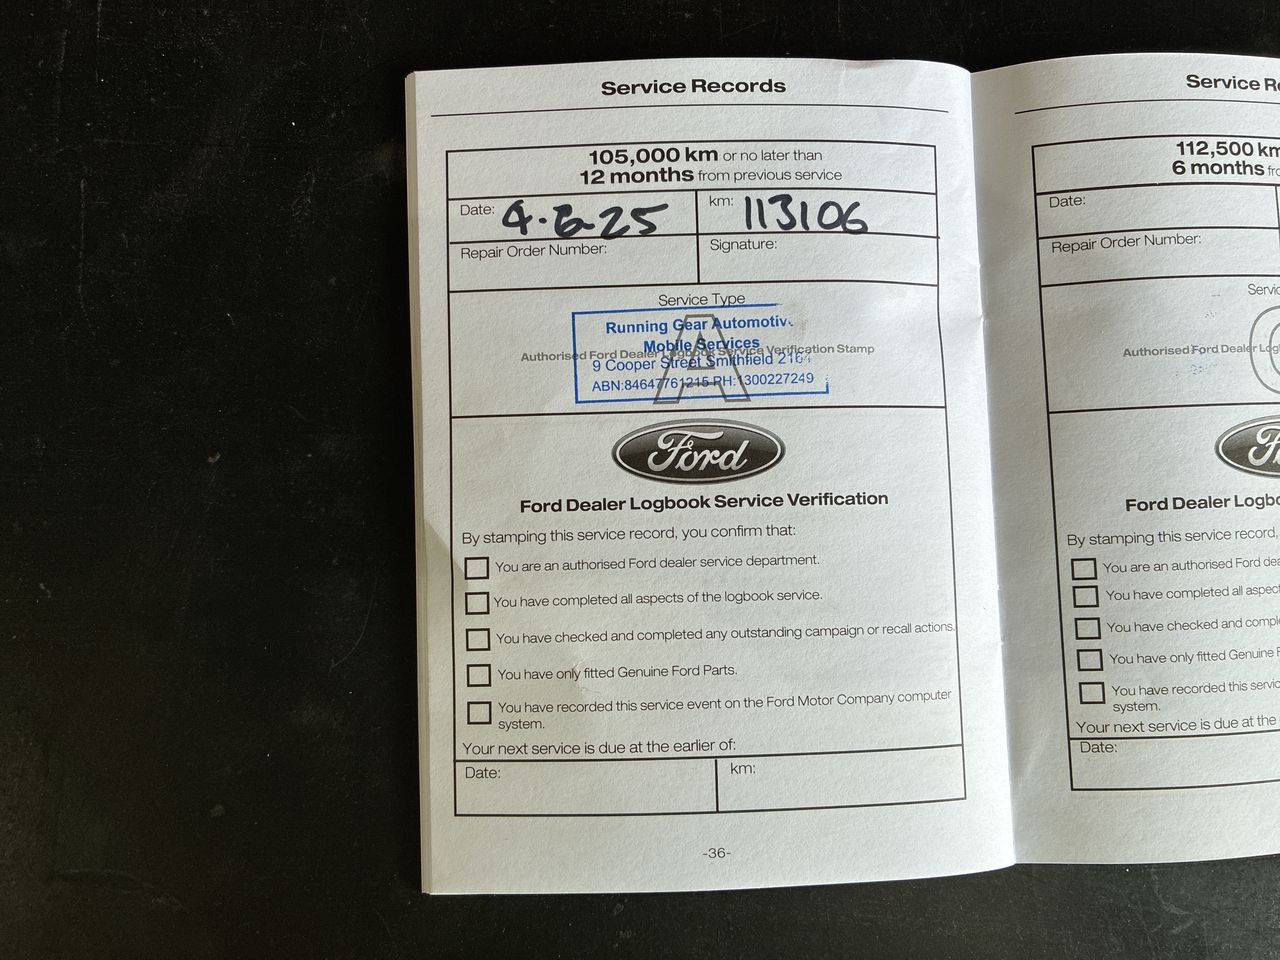 Service Records
105,000 km or no later than
12 months from previous service
Date: 4.6.25
km: 113106
Repair Order Number:
Signature:
Service Type
A
Authorised Ford Dealer Logbook Service Verification Stamp
Running Gear Automotiv
Mobile Services
9 Cooper Street Smithfield 2164
ABN:84647761215 PH:1300227249
Ford
Ford Dealer Logbook Service Verification
By stamping this service record, you confirm that:
You are an authorised Ford dealer service department.
You have completed all aspects of the logbook service.
You have checked and completed any outstanding campaign or recall actions.
You have only fitted Genuine Ford Parts.
You have recorded this service event on the Ford Motor Company computer
system.
Your next service is due at the earlier of:
Date:
km:
-36-
Service Re
112,500 km
6 months fro
Date:
Repair Order Number:
Servic
Authorised Ford Dealer Log
Fo
Ford Dealer Logbo
By stamping this service record,
You are an authorised Ford dea
You have completed all aspect
You have checked and comple
You have only fitted Genuine F
You have recorded this servic
system.
Your next service is due at the
Date: